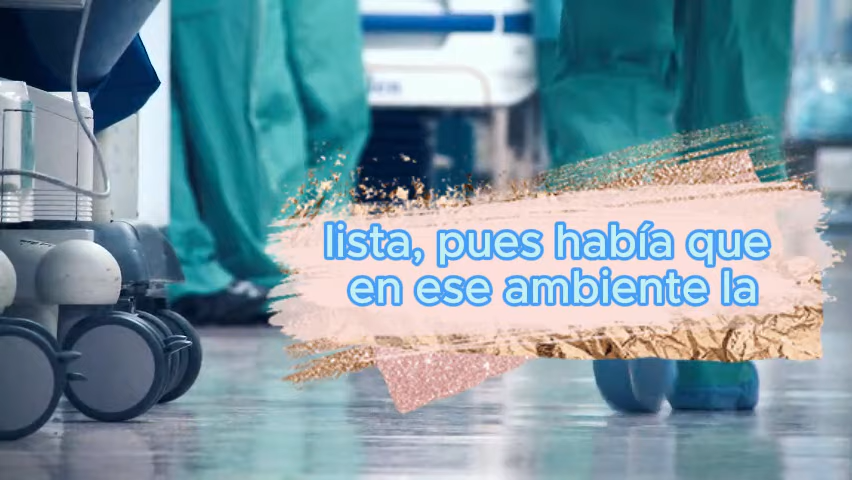 lista, pues había que
en ese ambiente la